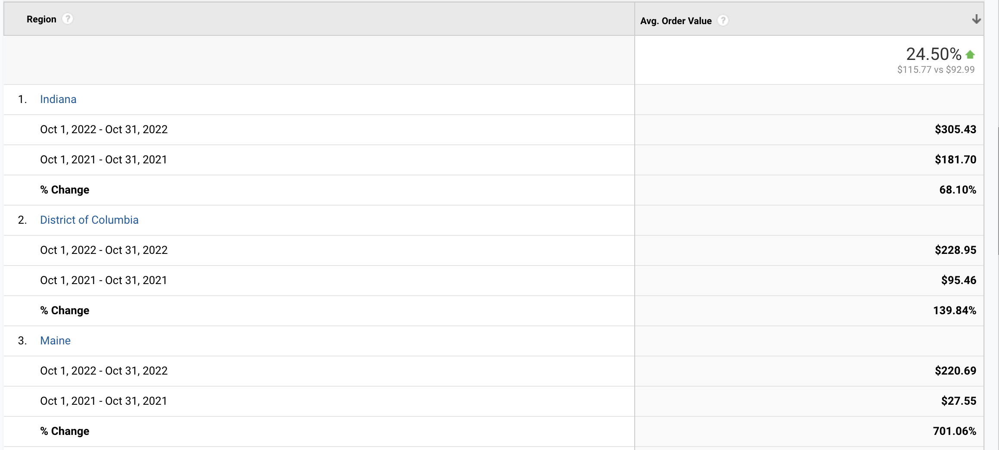 Region ?
Avg. Order Value ?
24.50%
$115.77 vs $92.99
1. Indiana
Oct 1, 2022 - Oct 31, 2022 $305.43
Oct 1, 2021 - Oct 31, 2021 $181.70
% Change 68.10%
2. District of Columbia
Oct 1, 2022 - Oct 31, 2022 $228.95
Oct 1, 2021 - Oct 31, 2021 $95.46
% Change 139.84%
3. Maine
Oct 1, 2022 - Oct 31, 2022 $220.69
Oct 1, 2021 - Oct 31, 2021 $27.55
% Change 701.06%